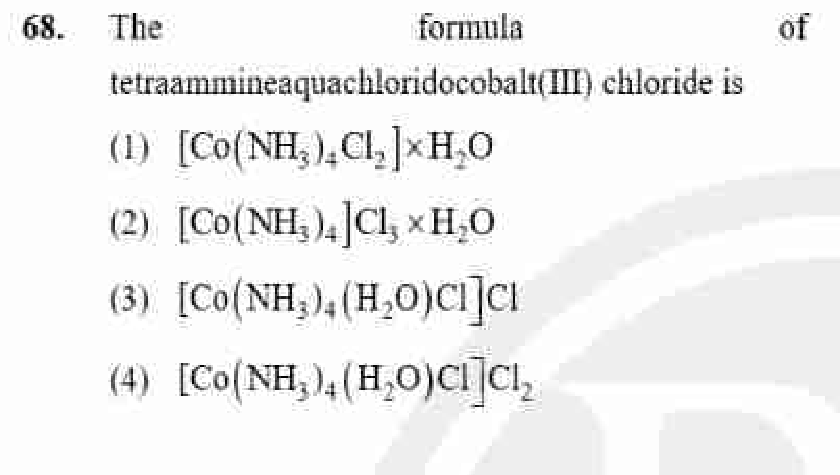 68. The formula of
tetraammineaquachloridocobalt(III) chloride is
(1) [Co(NH₃)₄Cl₂]×H₂O
(2) [Co(NH₃)₄]Cl₃×H₂O
(3) [Co(NH₃)₄(H₂O)Cl]Cl
(4) [Co(NH₃)₄(H₂O)Cl]Cl₂